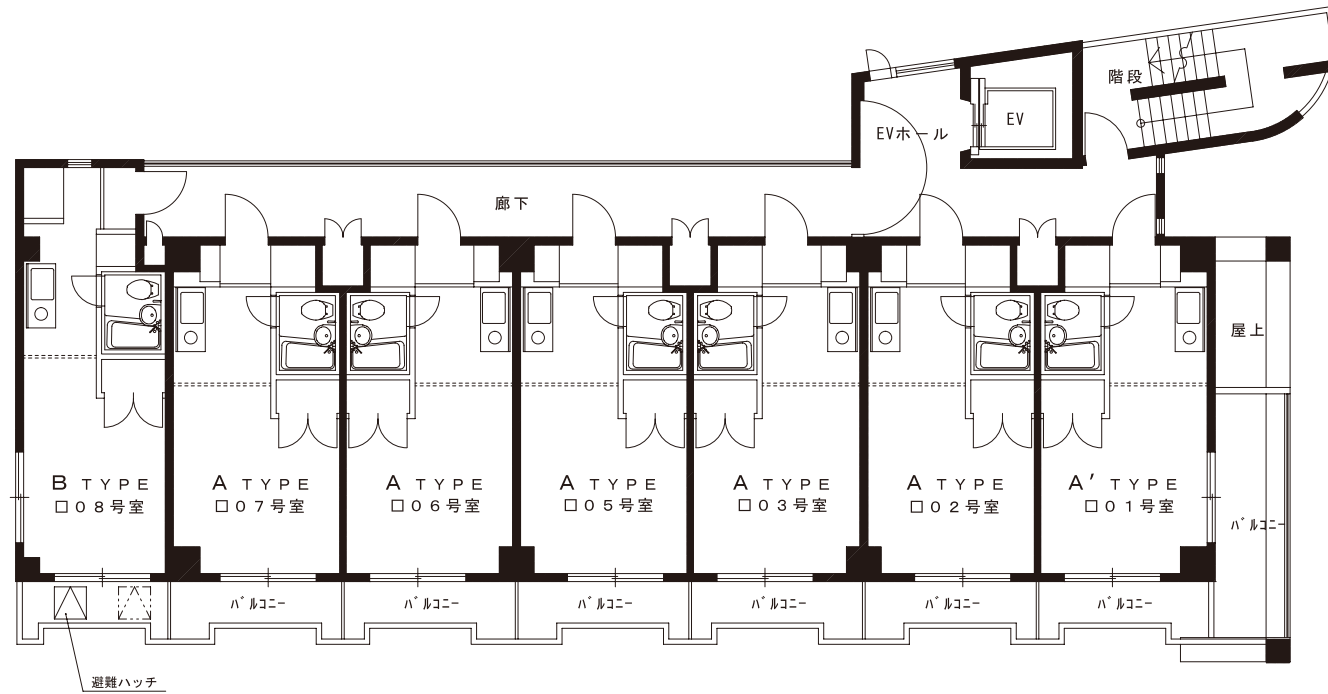 階段
EVホール
EV
廊下
屋上
B TYPE
□08号室
A TYPE
□07号室
A TYPE
□06号室
A TYPE
□05号室
A TYPE
□03号室
A TYPE
□02号室
A' TYPE
□01号室
バルコニー
バルコニー
バルコニー
バルコニー
バルコニー
バルコニー
バルコニー
避難ハッチ